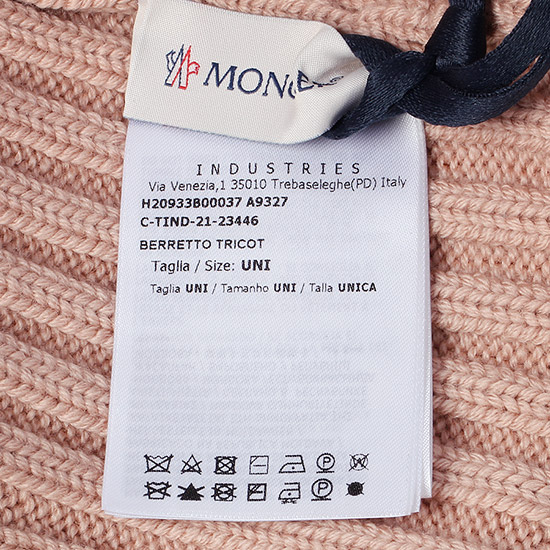 MONCLER
INDUSTRIES
Via Venezia,1 35010 Trebaseleghe(PD) Italy
H20933B00037 A9327
C-TIND-21-23446
BERRETTO TRICOT
Taglia / Size: UNI
Taglia UNI / Tamanho UNI / Talla UNICA